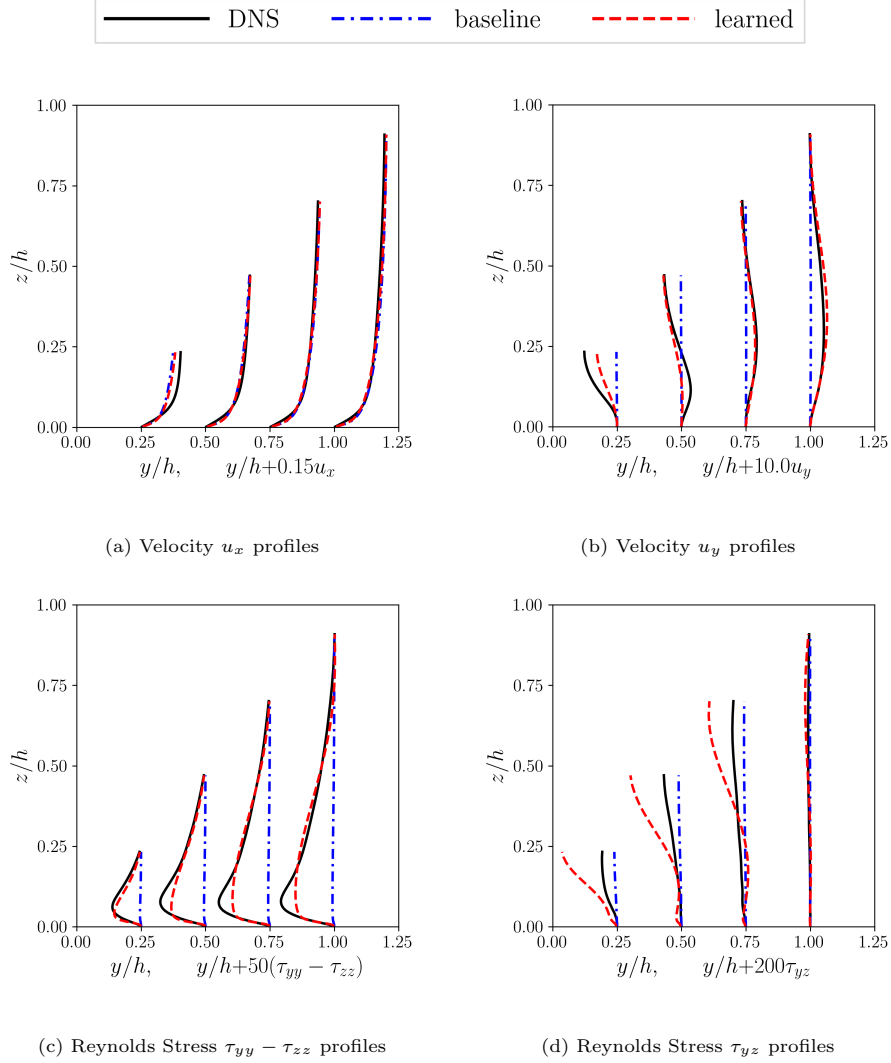 DNS baseline learned
1.00
0.75
0.50
0.25
0.00
z/h
0.00 0.25 0.50 0.75 1.00 1.25
y/h, y/h+0.15u_x
(a) Velocity u_x profiles
1.00
0.75
0.50
0.25
0.00
z/h
0.00 0.25 0.50 0.75 1.00 1.25
y/h, y/h+10.0u_y
(b) Velocity u_y profiles
1.00
0.75
0.50
0.25
0.00
z/h
0.00 0.25 0.50 0.75 1.00 1.25
y/h, y/h+50(τ_yy − τ_zz)
(c) Reynolds Stress τ_yy − τ_zz profiles
1.00
0.75
0.50
0.25
0.00
z/h
0.00 0.25 0.50 0.75 1.00 1.25
y/h, y/h+200τ_yz
(d) Reynolds Stress τ_yz profiles